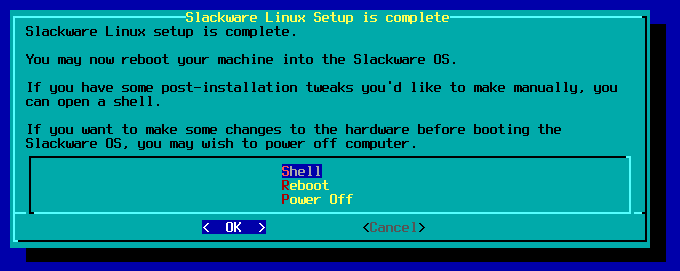 Slackware Linux Setup is complete
Slackware Linux setup is complete.
You may now reboot your machine into the Slackware OS.
If you have some post-installation tweaks you'd like to make manually, you
can open a shell.
If you want to make some changes to the hardware before booting the
Slackware OS, you may wish to power off computer.
Shell
Reboot
Power Off
< OK > <Cancel>